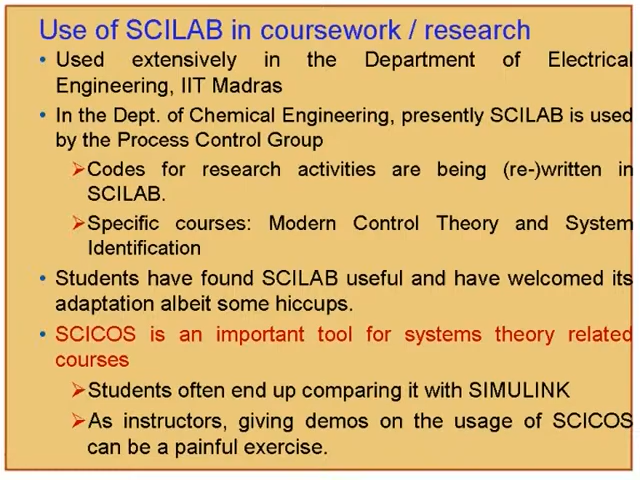 Use of SCILAB in coursework / research
• Used extensively in the Department of Electrical
Engineering, IIT Madras
• In the Dept. of Chemical Engineering, presently SCILAB is used
by the Process Control Group
➢Codes for research activities are being (re-)written in
SCILAB.
➢Specific courses: Modern Control Theory and System
Identification
• Students have found SCILAB useful and have welcomed its
adaptation albeit some hiccups.
• SCICOS is an important tool for systems theory related
courses
➢Students often end up comparing it with SIMULINK
➢As instructors, giving demos on the usage of SCICOS
can be a painful exercise.